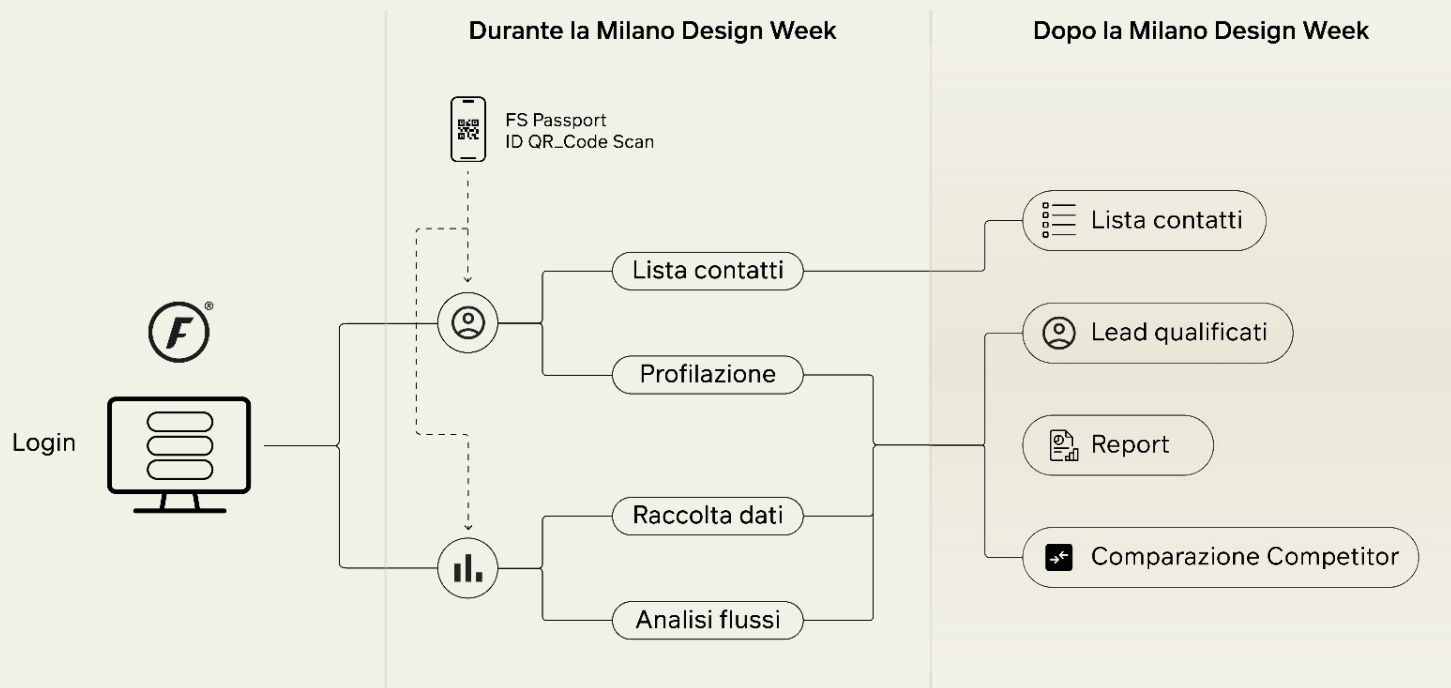 Durante la Milano Design Week
Dopo la Milano Design Week
FS Passport
ID QR_Code Scan
Lista contatti
Lista contatti
F®
Lead qualificati
Profilazione
Login
Report
Raccolta dati
Comparazione Competitor
Analisi flussi